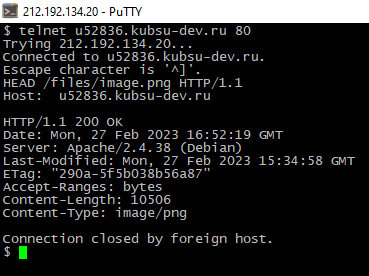 212.192.134.20 - PuTTY
$ telnet u52836.kubsu-dev.ru 80
Trying 212.192.134.20...
Connected to u52836.kubsu-dev.ru.
Escape character is '^]'.
HEAD /files/image.png HTTP/1.1
Host:  u52836.kubsu-dev.ru

HTTP/1.1 200 OK
Date: Mon, 27 Feb 2023 16:52:19 GMT
Server: Apache/2.4.38 (Debian)
Last-Modified: Mon, 27 Feb 2023 15:34:58 GMT
ETag: "290a-5f5b038b56a87"
Accept-Ranges: bytes
Content-Length: 10506
Content-Type: image/png

Connection closed by foreign host.
$